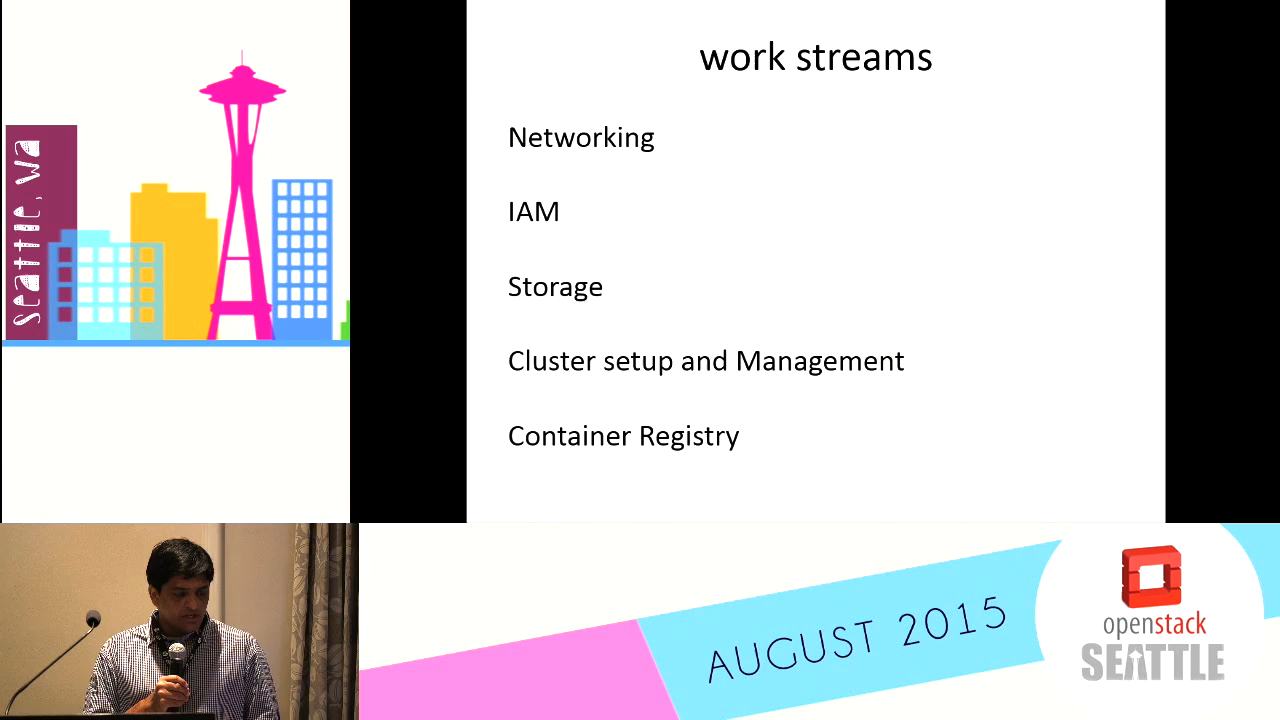 seattle, wa
work streams
Networking
IAM
Storage
Cluster setup and Management
Container Registry
AUGUST 2015
openstack
SEATTLE